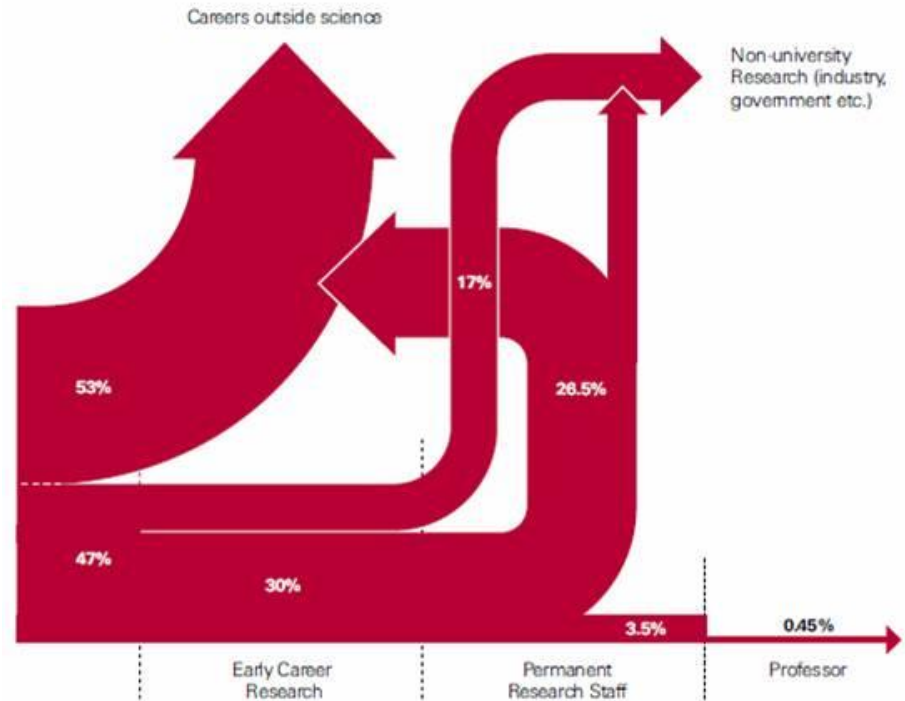 Careers outside science
Non-university
Research (industry,
government etc.)
17%
53%
26.5%
47%
30%
3.5%
0.45%
Early Career
Research
Permanent
Research Staff
Professor